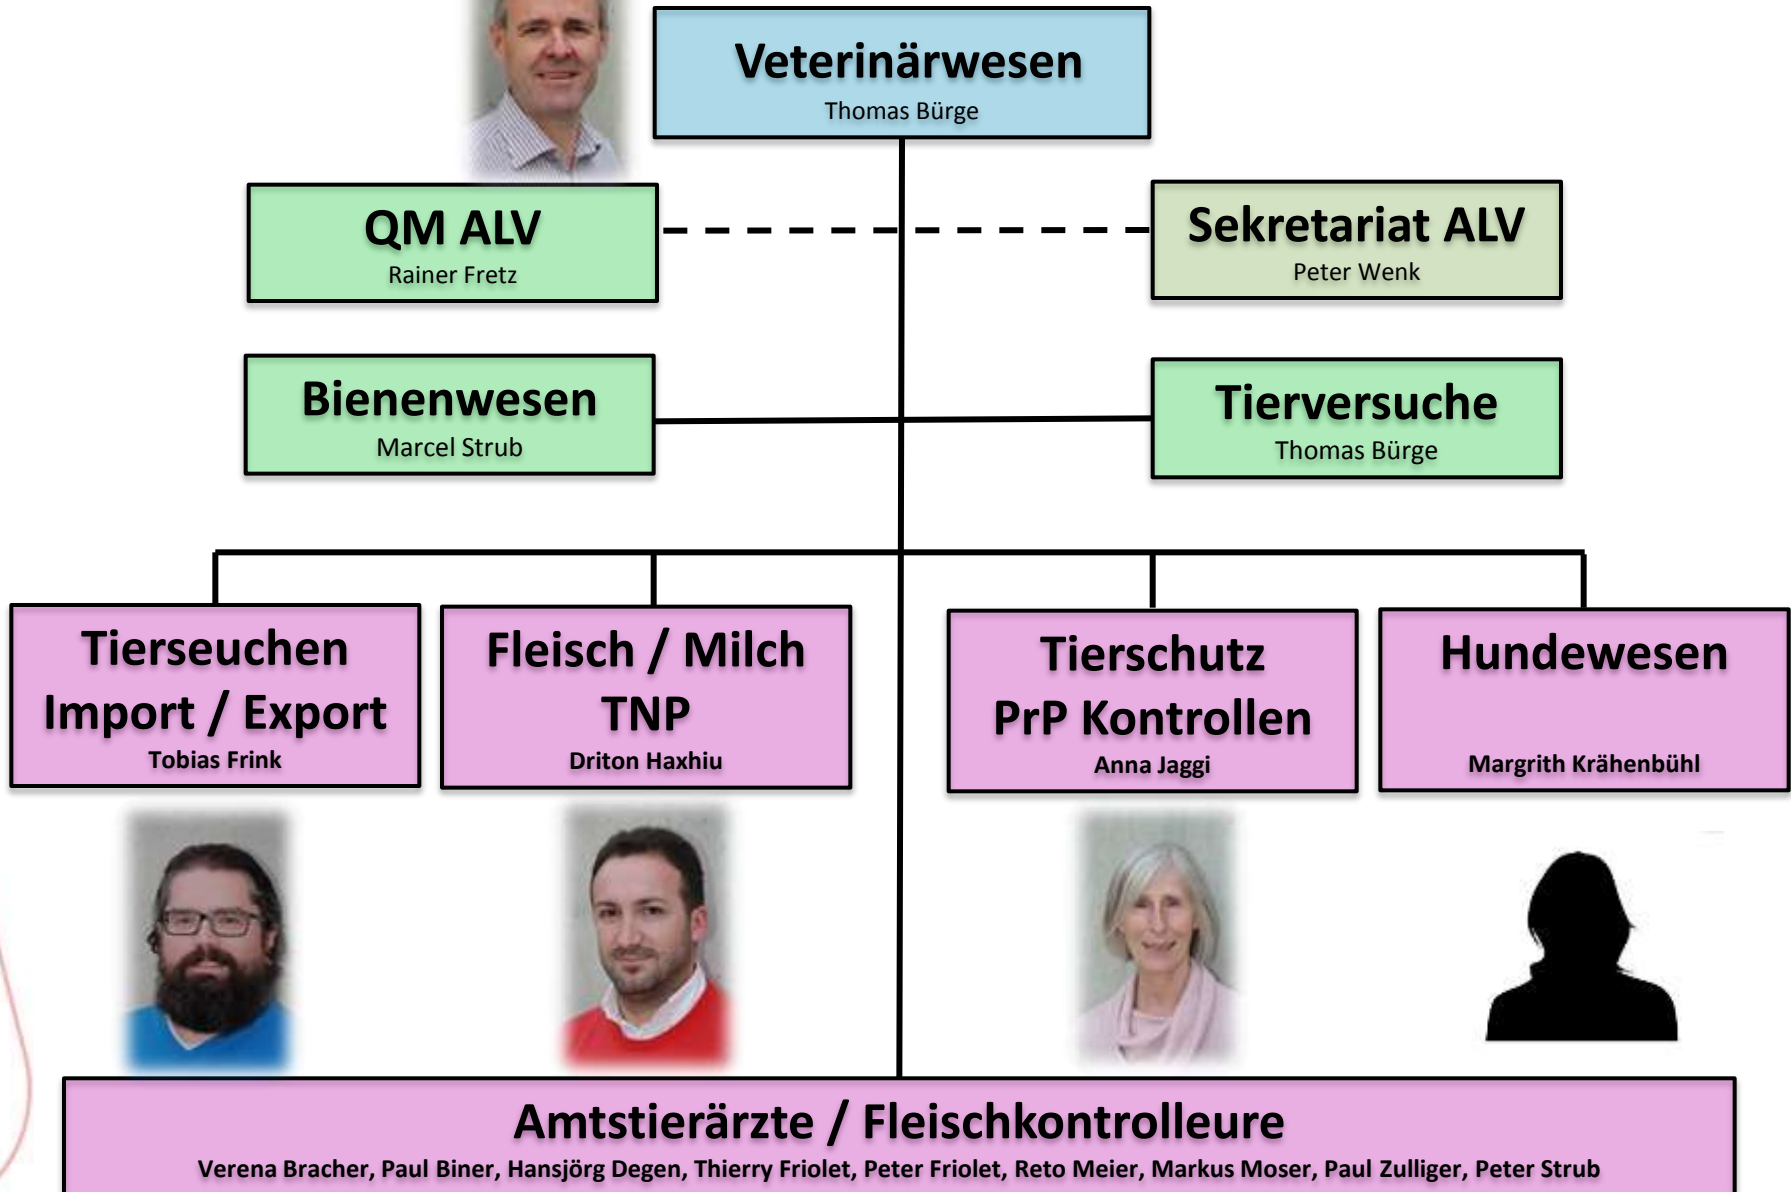 Veterinärwesen
Thomas Bürge
QM ALV
Rainer Fretz
Sekretariat ALV
Peter Wenk
Bienenwesen
Marcel Strub
Tierversuche
Thomas Bürge
Tierseuchen
Import / Export
Tobias Frink
Fleisch / Milch
TNP
Driton Haxhiu
Tierschutz
PrP Kontrollen
Anna Jaggi
Hundewesen
Margrith Krähenbühl
Amtstierärzte / Fleischkontrolleure
Verena Bracher, Paul Biner, Hansjörg Degen, Thierry Friolet, Peter Friolet, Reto Meier, Markus Moser, Paul Zulliger, Peter Strub